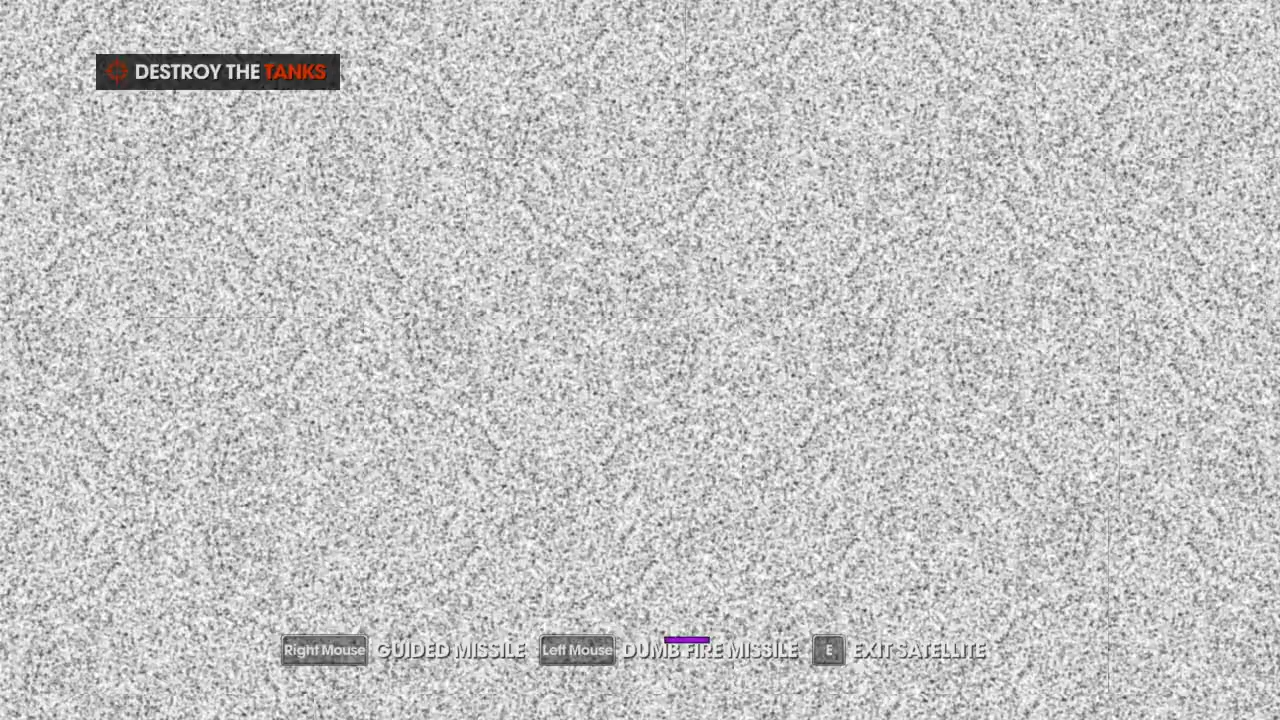 DESTROY THE TANKS
Right Mouse GUIDED MISSILE Left Mouse DUMB FIRE MISSILE E EXIT SATELLITE